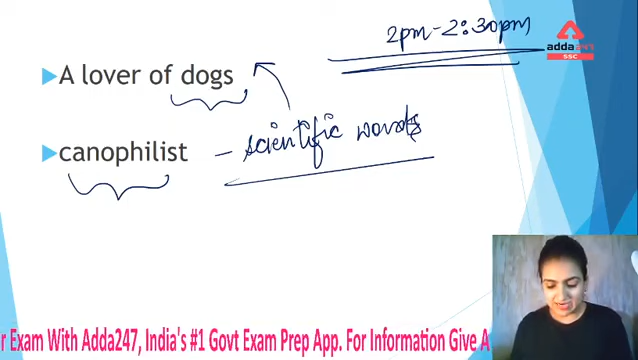 2pm-2:30pm
adda247
SSC
A lover of dogs
canophilist - scientific words
r Exam With Adda247, India's #1 Govt Exam Prep App. For Information Give A